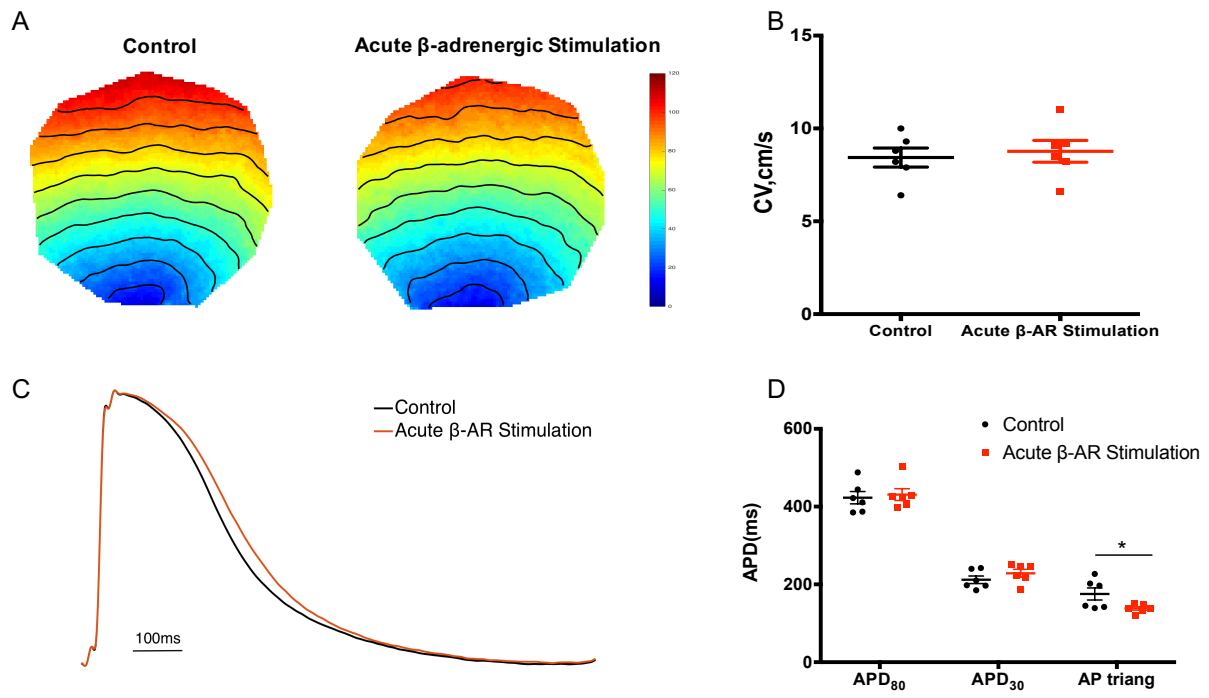 A
Control
Acute β-adrenergic Stimulation
120
100
80
60
40
20
0
B
CV,cm/s
15
10
5
0
Control
Acute β-AR Stimulation
C
Control
Acute β-AR Stimulation
100ms
D
Control
Acute β-AR Stimulation
APD(ms)
600
400
200
0
*
APD₈₀
APD₃₀
AP triang